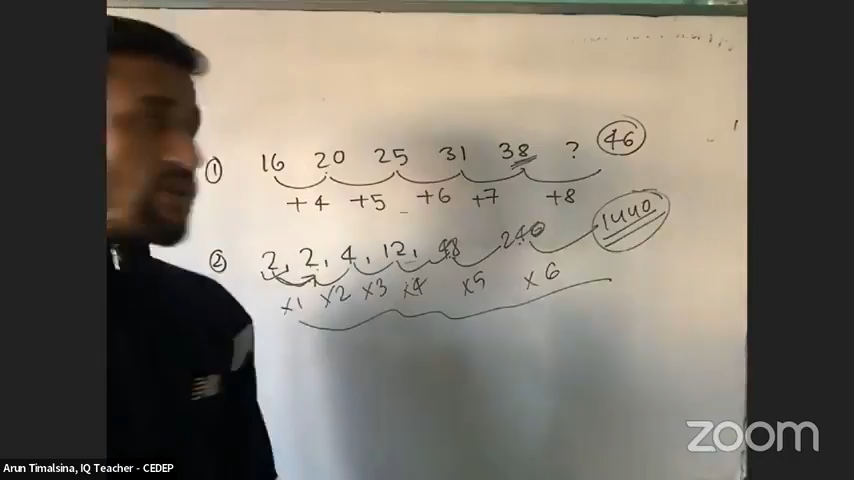 ① 16 20 25 31 38 ? 46
+4 +5 +6 +7 +8
② 2, 2, 4, 12, 48 240 1440
x1 x2 x3 x4 x5 x6
zoom
Arun Timalsina, IQ Teacher - CEDEP